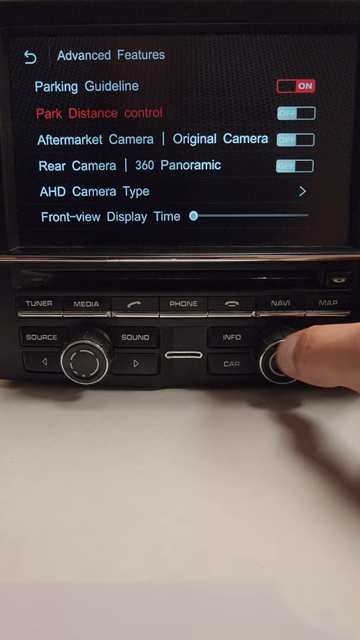 Advanced Features
Parking Guideline ON
Park Distance control OFF
Aftermarket Camera | Original Camera OFF
Rear Camera | 360 Panoramic OFF
AHD Camera Type
Front-view Display Time
TUNER MEDIA PHONE NAVI MAP
SOURCE SOUND INFO
CAR